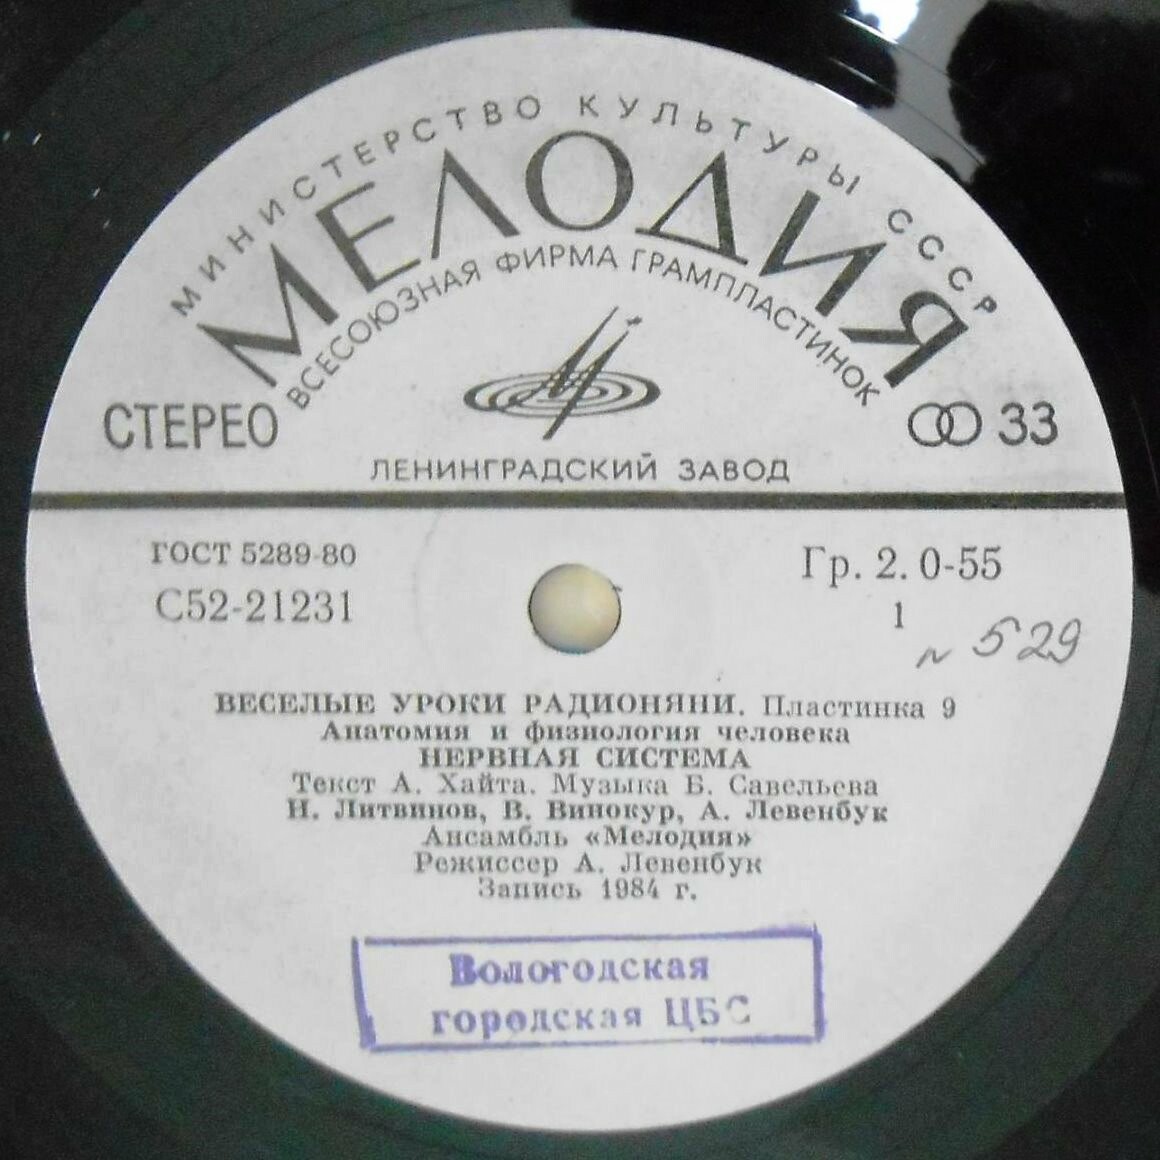 МИНИСТЕРСТВО КУЛЬТУРЫ СССР
МЕЛОДИЯ
ВСЕСОЮЗНАЯ ФИРМА ГРАМПЛАСТИНОК
СТЕРЕО
33
ЛЕНИНГРАДСКИЙ ЗАВОД
ГОСТ 5289-80
Гр. 2. 0-55
С52-21231
1
№ 529
ВЕСЕЛЫЕ УРОКИ РАДИОНЯНИ. Пластинка 9
Анатомия и физиология человека
НЕРВНАЯ СИСТЕМА
Текст А. Хайта. Музыка Б. Савельева
Н. Литвинов, В. Винокур, А. Левенбук
Ансамбль «Мелодия»
Режиссер А. Левенбук
Запись 1984 г.
Вологодская
городская ЦБС